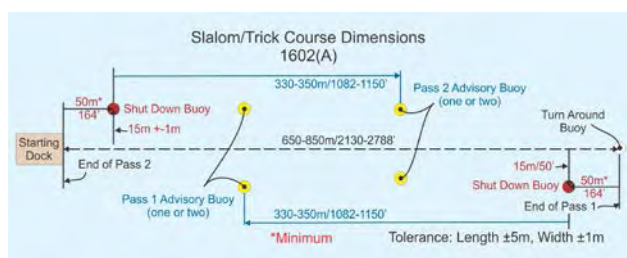 Slalom/Trick Course Dimensions
1602(A)
330-350m/1082-1150'
50m*
164'
Shut Down Buoy
15m +-1m
Pass 2 Advisory Buoy
(one or two)
Turn Around
Buoy
Starting
Dock
650-850m/2130-2788'
End of Pass 2
15m/50'
Pass 1 Advisory Buoy
(one or two)
Shut Down Buoy
50m*
164'
End of Pass 1
330-350m/1082-1150'
*Minimum
Tolerance: Length ±5m, Width ±1m